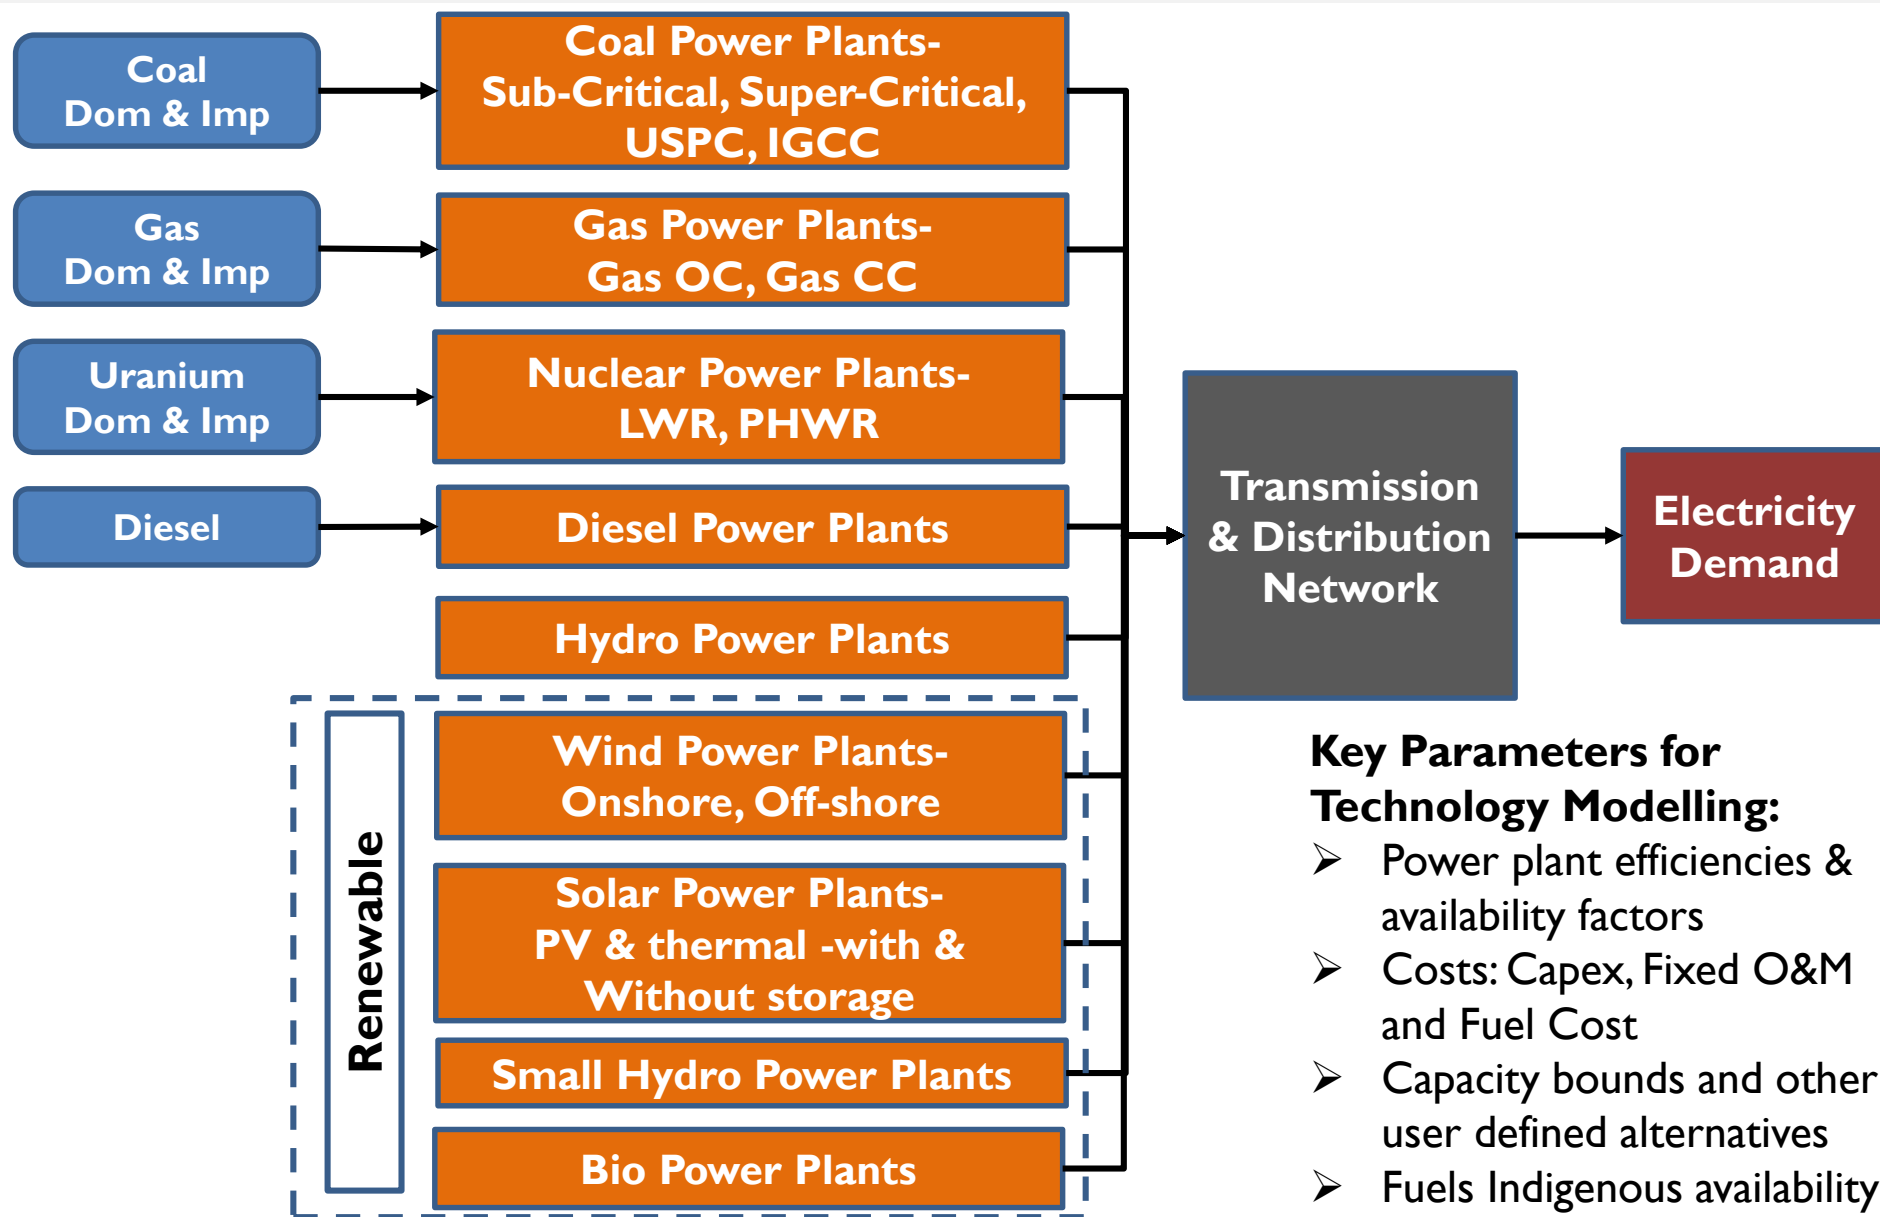 Coal
Dom & Imp
Coal Power Plants-
Sub-Critical, Super-Critical,
USPC, IGCC
Gas
Dom & Imp
Gas Power Plants-
Gas OC, Gas CC
Uranium
Dom & Imp
Nuclear Power Plants-
LWR, PHWR
Diesel
Diesel Power Plants
Hydro Power Plants
Renewable
Wind Power Plants-
Onshore, Off-shore
Solar Power Plants-
PV & thermal -with &
Without storage
Small Hydro Power Plants
Bio Power Plants
Transmission
& Distribution
Network
Electricity
Demand
Key Parameters for
Technology Modelling:
➢ Power plant efficiencies &
availability factors
➢ Costs: Capex, Fixed O&M
and Fuel Cost
➢ Capacity bounds and other
user defined alternatives
➢ Fuels Indigenous availability